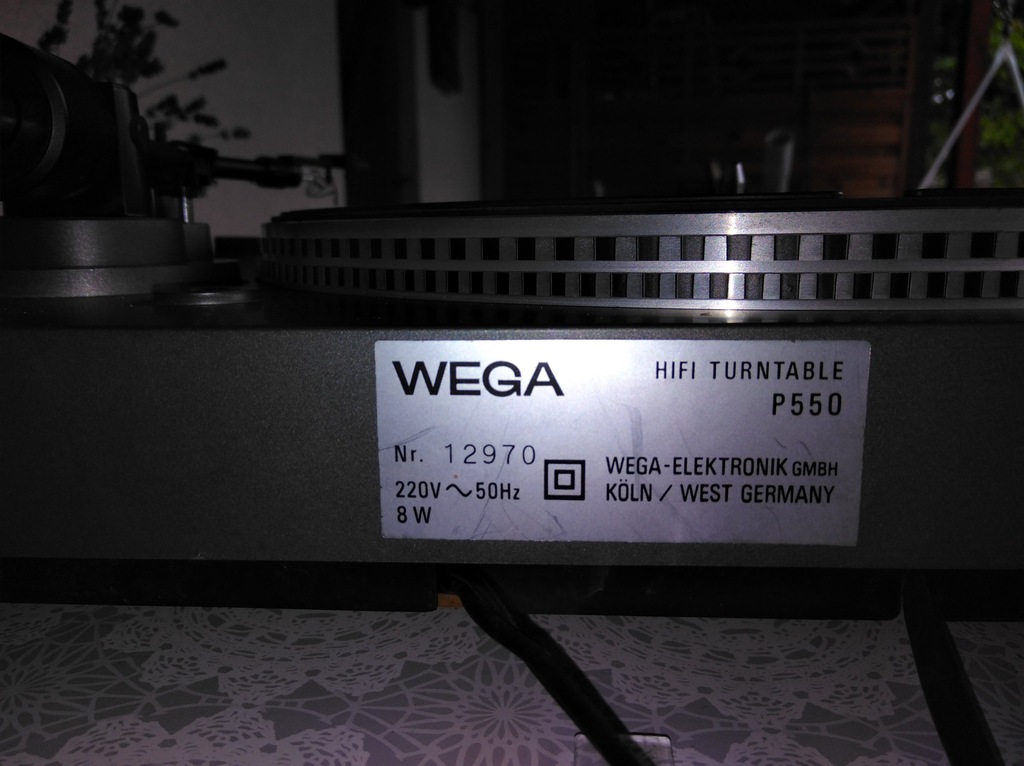 WEGA
HIFI TURNTABLE
P550
Nr. 12970
220V ~ 50Hz
8 W
WEGA-ELEKTRONIK GMBH
KÖLN / WEST GERMANY